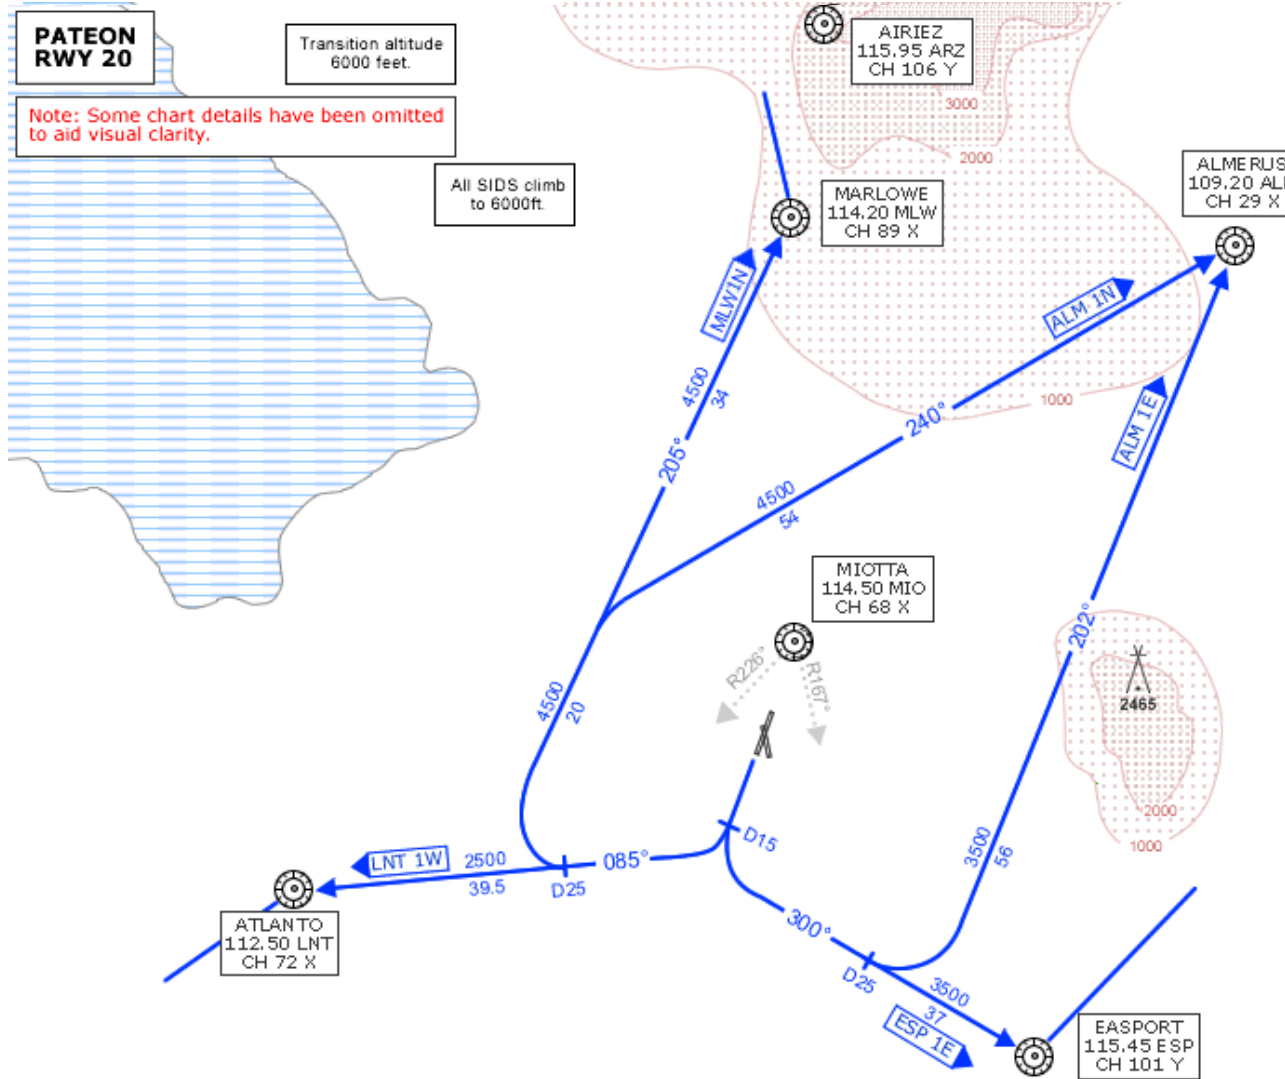 PATEON
RWY 20
Transition altitude
6000 feet.
Note: Some chart details have been omitted
to aid visual clarity.
All SIDS climb
to 6000ft.
AIRIEZ
115.95 ARZ
CH 106 Y
3000
2000
MARLOWE
114.20 MLW
CH 89 X
ALMERUS
109.20 AL
CH 29 X
MLW1N
ALM 1N
4500
34
1000
ALM 1E
240°
205°
4500
54
MIOTTA
114.50 MIO
CH 68 X
202°
R226°
R167°
4500
20
2465
2000
1000
D15
3500
56
LNT 1W
2500
39.5
085°
D25
300°
ATLANTO
112.50 LNT
CH 72 X
D25
3500
37
ESP 1E
EASPORT
115.45 ESP
CH 101 Y